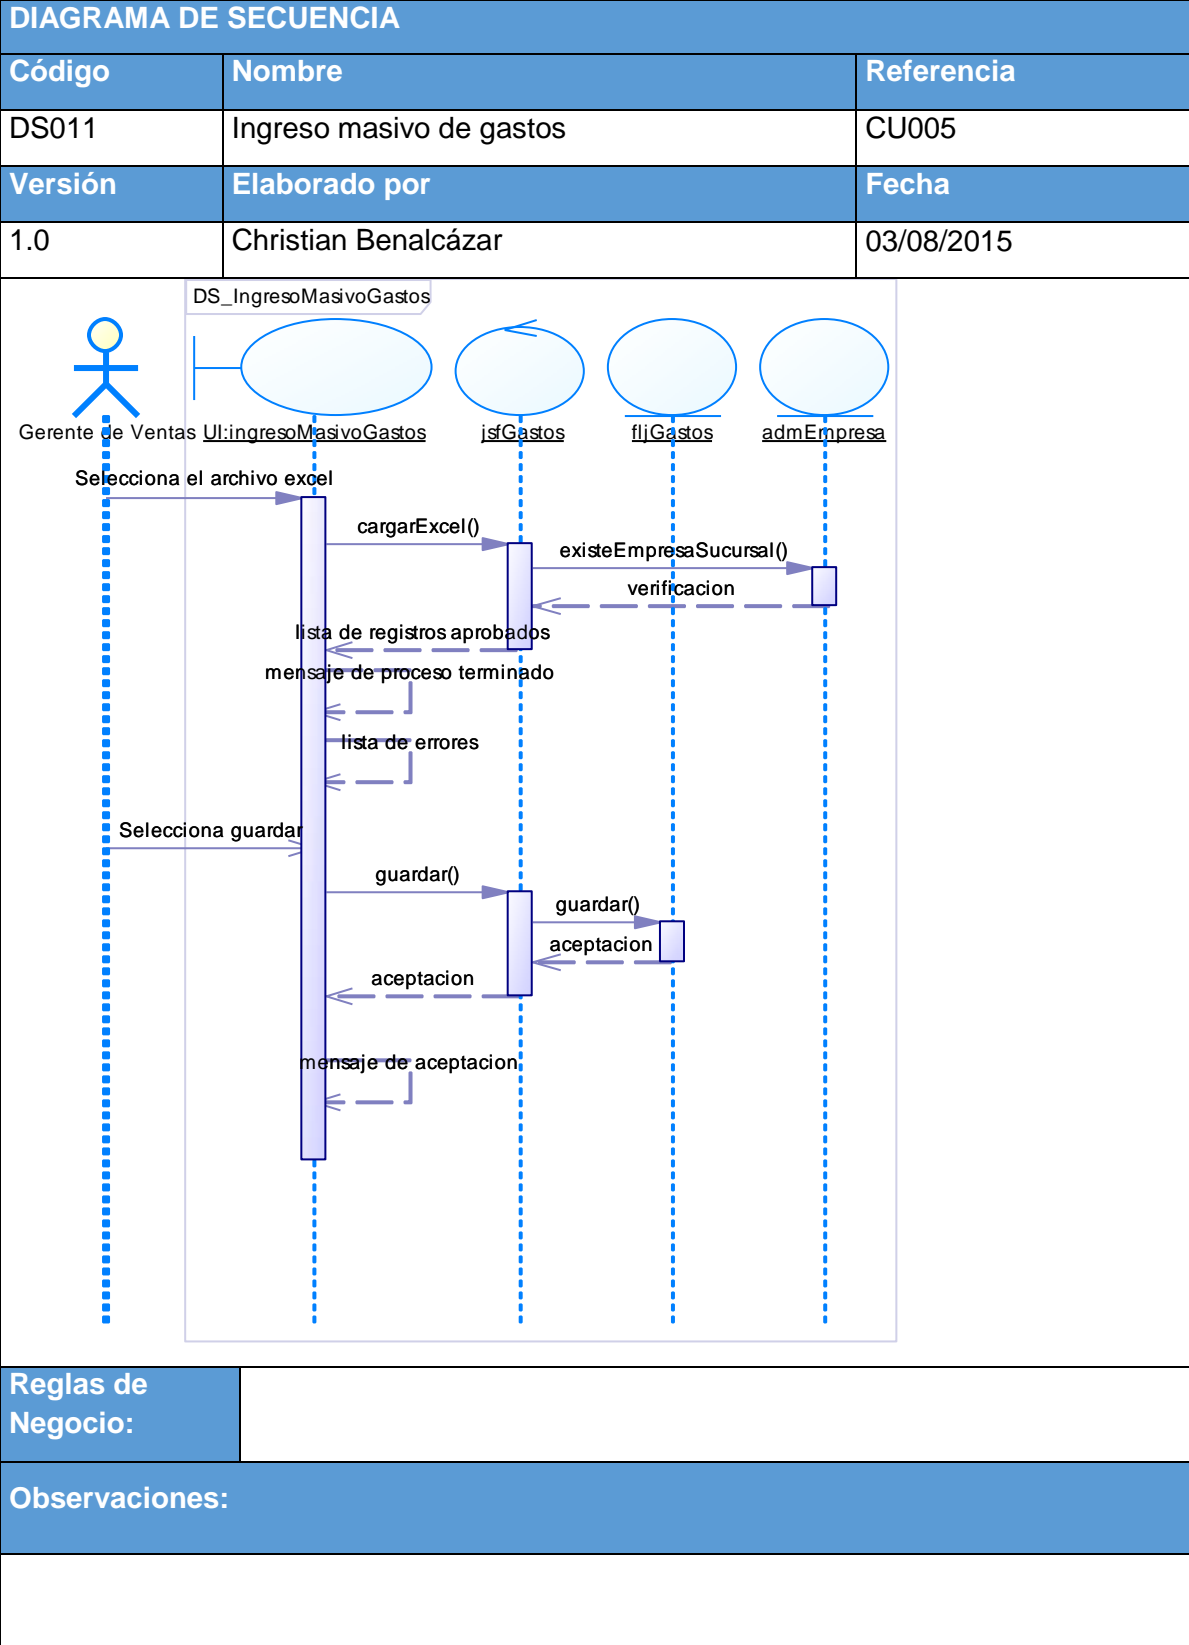 DIAGRAMA DE SECUENCIA
Código Nombre Referencia
DS011 Ingreso masivo de gastos CU005
Versión Elaborado por Fecha
1.0 Christian Benalcázar 03/08/2015
DS_IngresoMasivoGastos
Gerente de Ventas UI:ingresoMasivoGastos jsfGastos fljGastos admEmpresa
Selecciona el archivo excel
cargarExcel()
existeEmpresaSucursal()
verificacion
lista de registros aprobados
mensaje de proceso terminado
lista de errores
Selecciona guardar
guardar()
guardar()
aceptacion
aceptacion
mensaje de aceptacion
Reglas de
Negocio:
Observaciones: